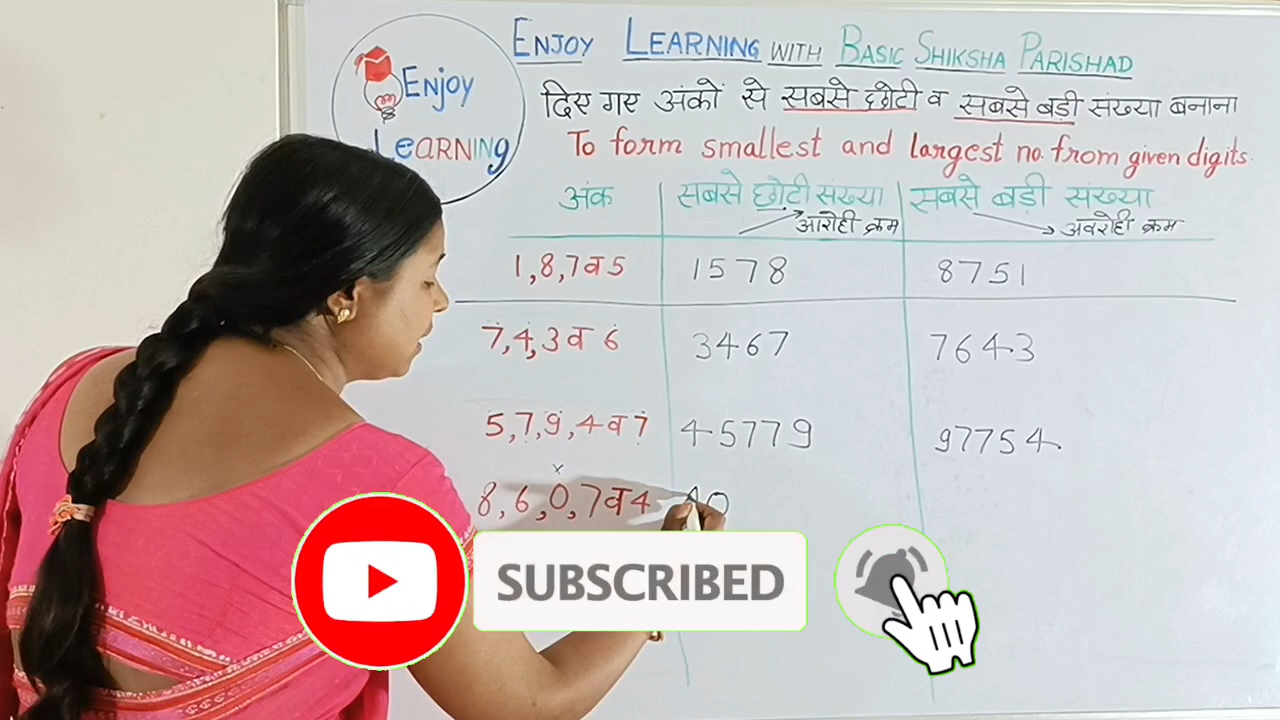 ENJOY LEARNING WITH BASIC SHIKSHA PARISHAD
Enjoy
LEARNINg
दिए गए अंकों से सबसे छोटी व सबसे बड़ी संख्या बनाना
To form smallest and largest no. from given digits.
अंक सबसे छोटी संख्या सबसे बड़ी संख्या
आरोही क्रम अवरोही क्रम
1,8,7 व 5 1578 8751
7,4,3 व 6 3467 7643
5,7,9,4 व 7 45779 97754
x
8,6,0,7 व 4 40
SUBSCRIBED